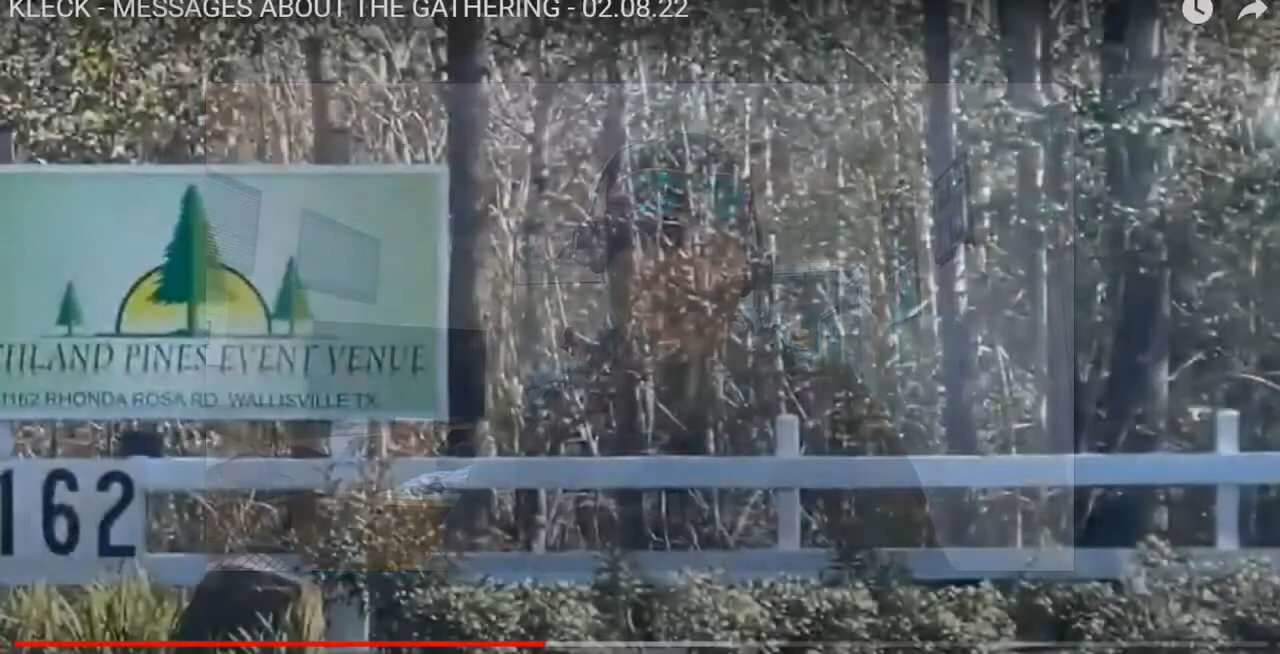 KLECK - MESSAGES ABOUT THE GATHERING - 02.08.22
HLAND PINES EVENT VENUE
1162 RHONDA ROSA RD. WALLISVILLE TX.
162